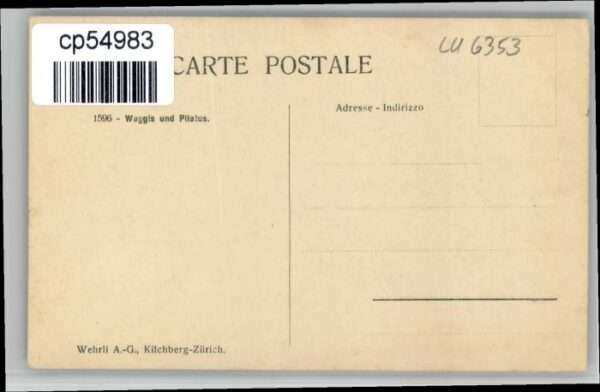 cp54983
LU 6353
CARTE POSTALE
Adresse - Indirizzo
1596 - Weggis und Pilatus.
Wehrli A.-G., Kilchberg-Zürich.